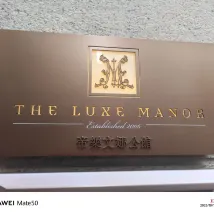 THE LUXE MANOR
Established 2006
帝樂文娜公館
HUAWEI Mate50